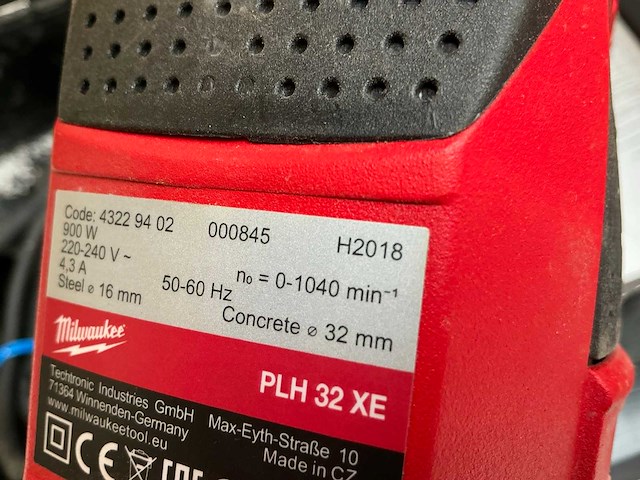 Code: 4322 94 02 000845 H2018
900 W
220-240 V ~ n₀ = 0-1040 min⁻¹
4,3 A 50-60 Hz
Steel ⌀ 16 mm Concrete ⌀ 32 mm
Milwaukee
PLH 32 XE
Techtronic Industries GmbH Max-Eyth-Straße 10
71364 Winnenden-Germany Made in CZ
www.milwaukeetool.eu
CE EAC